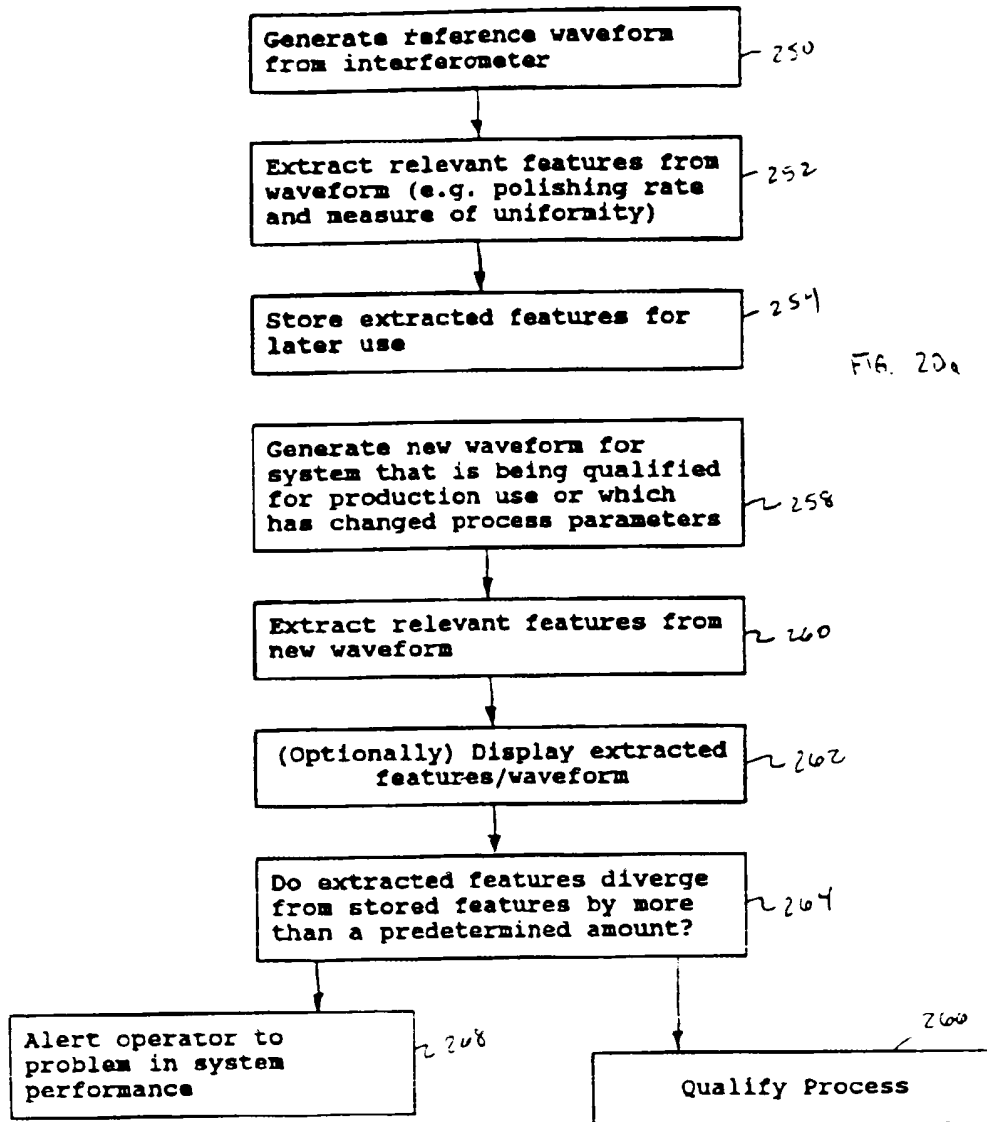 Generate reference waveform
from interferometer
250
Extract relevant features from
waveform (e.g. polishing rate
and measure of uniformity)
252
Store extracted features for
later use
254
FIG. 20a
Generate new waveform for
system that is being qualified
for production use or which
has changed process parameters
258
Extract relevant features from
new waveform
260
(Optionally) Display extracted
features/waveform
262
Do extracted features diverge
from stored features by more
than a predetermined amount?
264
Alert operator to
problem in system
performance
268
266
Qualify Process